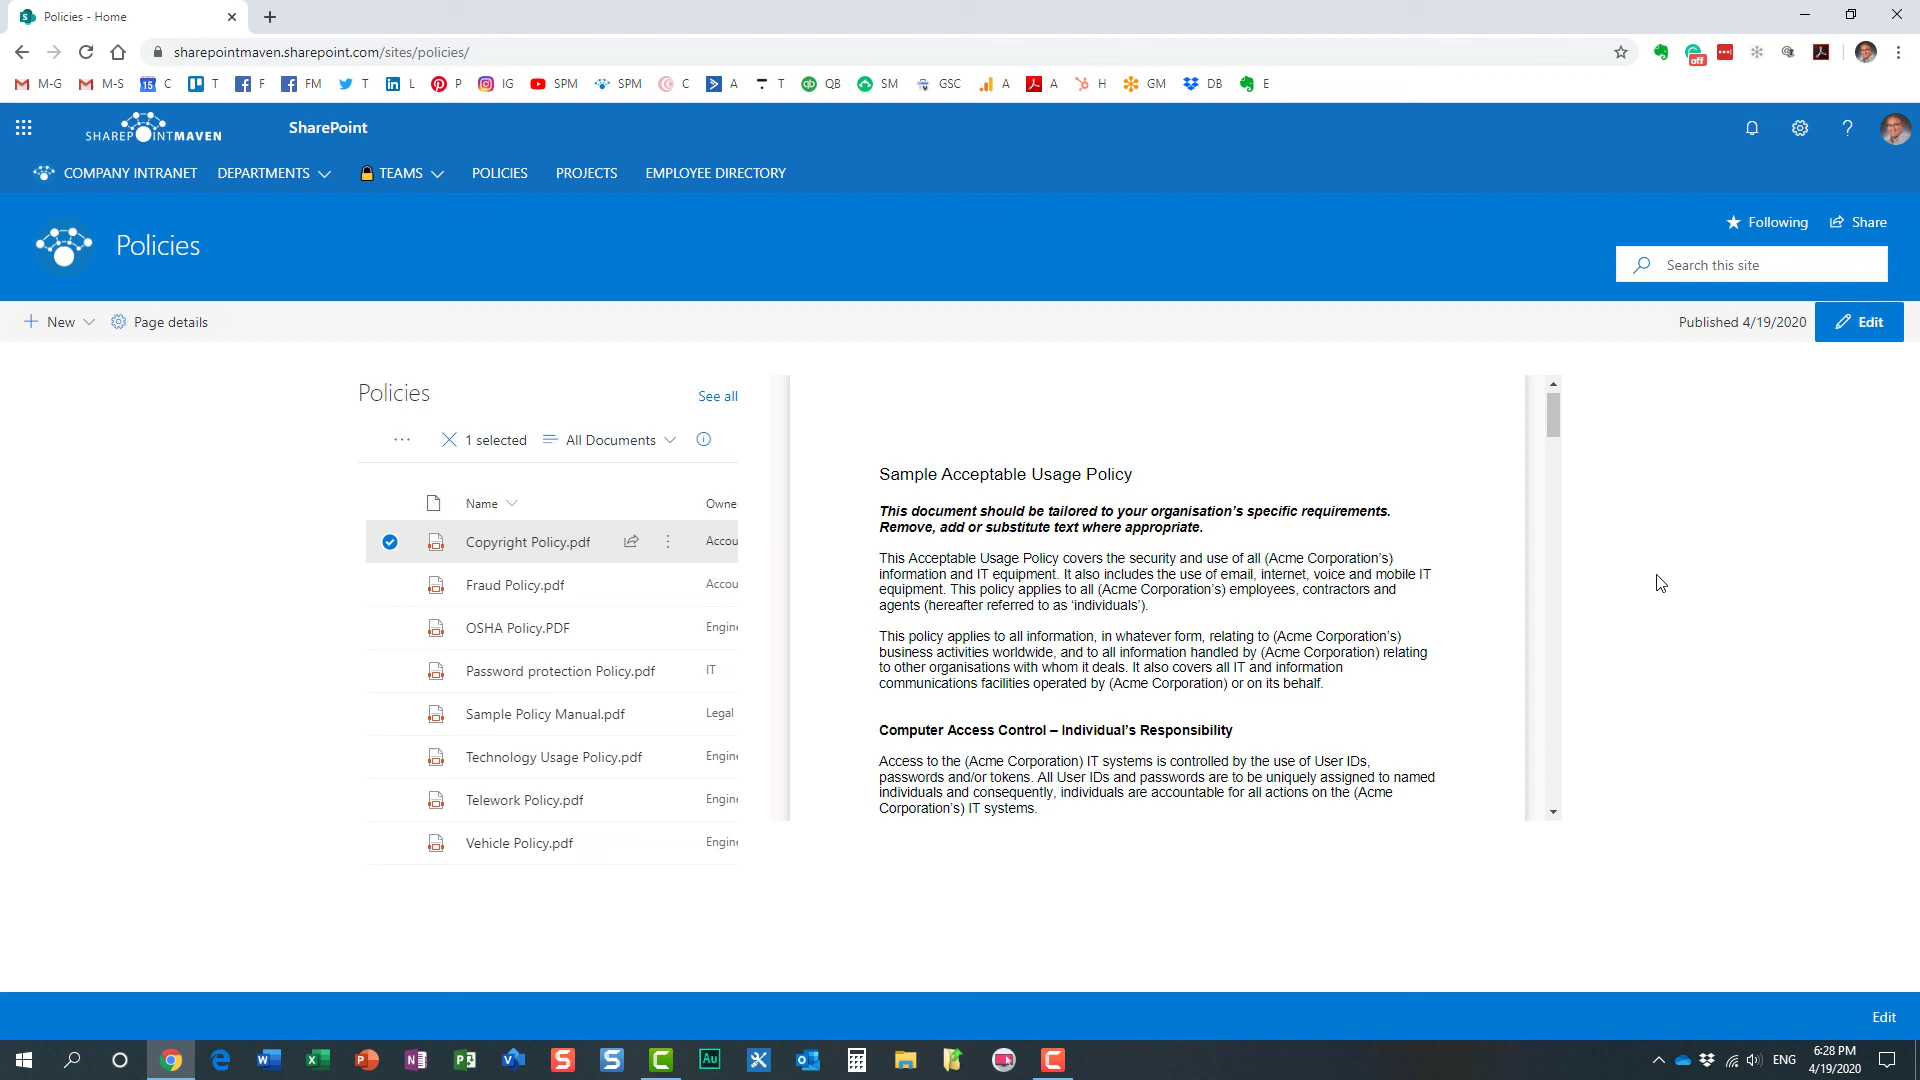 Policies - Home
sharepointmaven.sharepoint.com/sites/policies/
off
M-G M-S 15 C T F FM T L P IG SPM SPM C A T QB SM GSC A A H GM DB E
SHAREPOINTMAVEN
SharePoint
COMPANY INTRANET DEPARTMENTS TEAMS POLICIES PROJECTS EMPLOYEE DIRECTORY
Following Share
Policies
Search this site
New Page details
Published 4/19/2020 Edit
Policies
See all
1 selected All Documents
Name Owne
Copyright Policy.pdf Accou
Fraud Policy.pdf Accou
OSHA Policy.PDF Engine
Password protection Policy.pdf IT
Sample Policy Manual.pdf Legal
Technology Usage Policy.pdf Engine
Telework Policy.pdf Engine
Vehicle Policy.pdf Engine
Sample Acceptable Usage Policy
This document should be tailored to your organisation’s specific requirements.
Remove, add or substitute text where appropriate.
This Acceptable Usage Policy covers the security and use of all (Acme Corporation’s)
information and IT equipment. It also includes the use of email, internet, voice and mobile IT
equipment. This policy applies to all (Acme Corporation’s) employees, contractors and
agents (hereafter referred to as ‘individuals’).
This policy applies to all information, in whatever form, relating to (Acme Corporation’s)
business activities worldwide, and to all information handled by (Acme Corporation) relating
to other organisations with whom it deals. It also covers all IT and information
communications facilities operated by (Acme Corporation) or on its behalf.
Computer Access Control – Individual’s Responsibility
Access to the (Acme Corporation) IT systems is controlled by the use of User IDs,
passwords and/or tokens. All User IDs and passwords are to be uniquely assigned to named
individuals and consequently, individuals are accountable for all actions on the (Acme
Corporation’s) IT systems.
Edit
Au
ENG
6:28 PM
4/19/2020